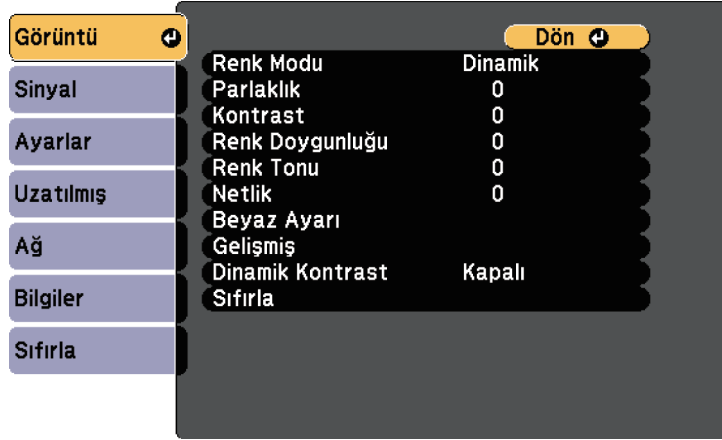 Görüntü
Sinyal
Ayarlar
Uzatılmış
Ağ
Bilgiler
Sıfırla
Dön
Renk Modu Dinamik
Parlaklık 0
Kontrast 0
Renk Doygunluğu 0
Renk Tonu 0
Netlik 0
Beyaz Ayarı
Gelişmiş
Dinamik Kontrast Kapalı
Sıfırla